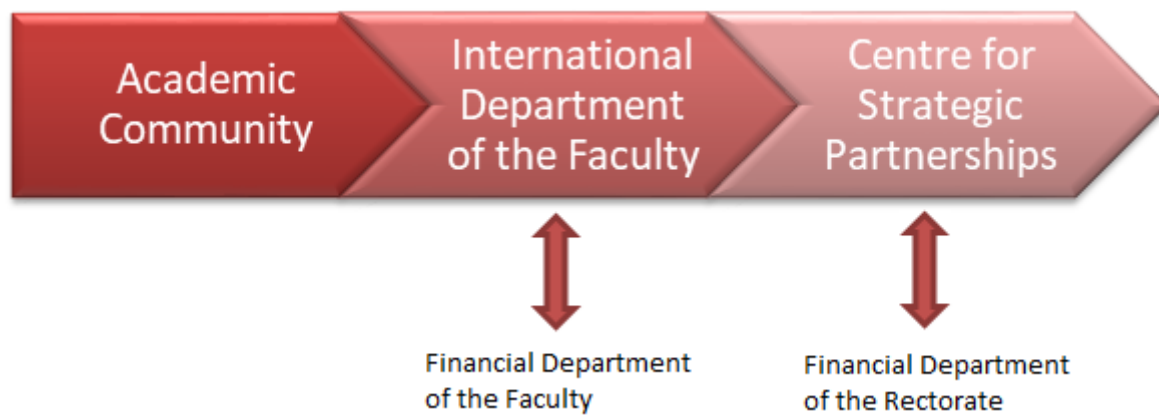 Academic
Community
International
Department
of the Faculty
Centre for
Strategic
Partnerships
Financial Department
of the Faculty
Financial Department
of the Rectorate